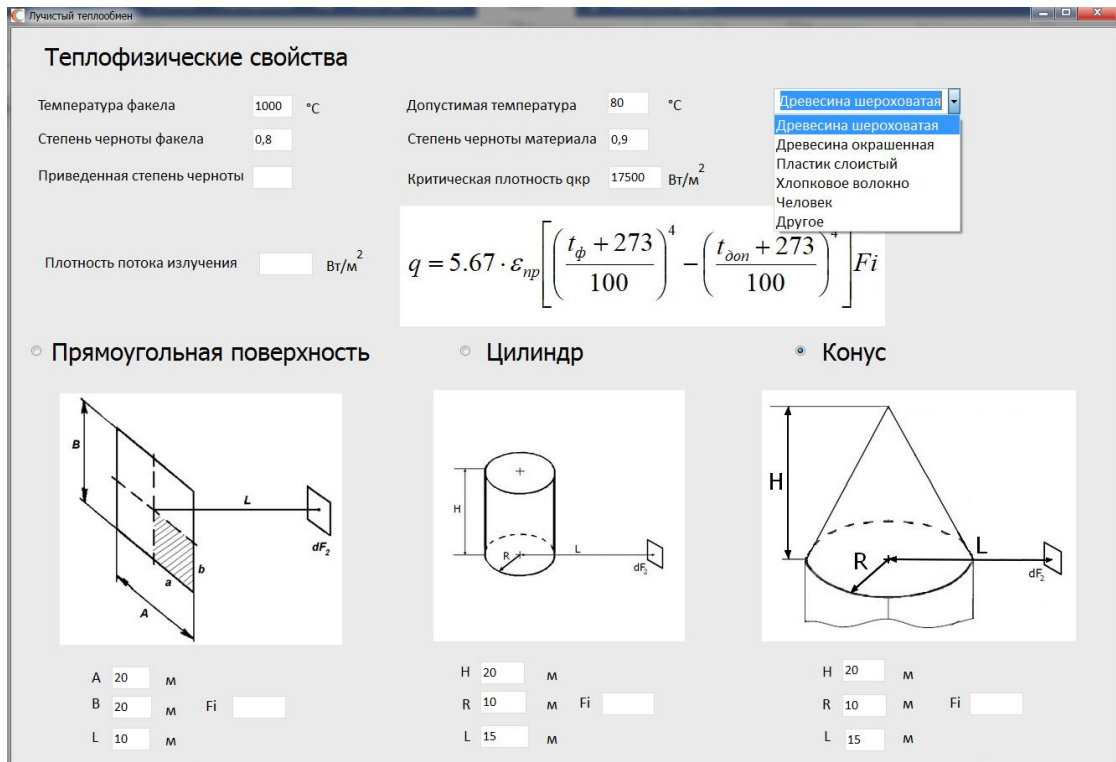 Лучистый теплообмен
Теплофизические свойства
Температура факела 1000 °C
Допустимая температура 80 °C
Древесина шероховатая
Древесина шероховатая
Древесина окрашенная
Пластик слоистый
Хлопковое волокно
Человек
Другое
Степень черноты факела 0,8
Степень черноты материала 0,9
Приведенная степень черноты
Критическая плотность qкр 17500 Вт/м²
Плотность потока излучения Вт/м²
q = 5.67 · ε_пр [((t_ф + 273)/100)^4 − ((t_доп + 273)/100)^4] Fi
Прямоугольная поверхность
Цилиндр
Конус
B
L
dF₂
a
b
A
H
R
L
dF₂
H
R
L
dF₂
A 20 м
B 20 м Fi
L 10 м
H 20 м
R 10 м Fi
L 15 м
H 20 м
R 10 м Fi
L 15 м